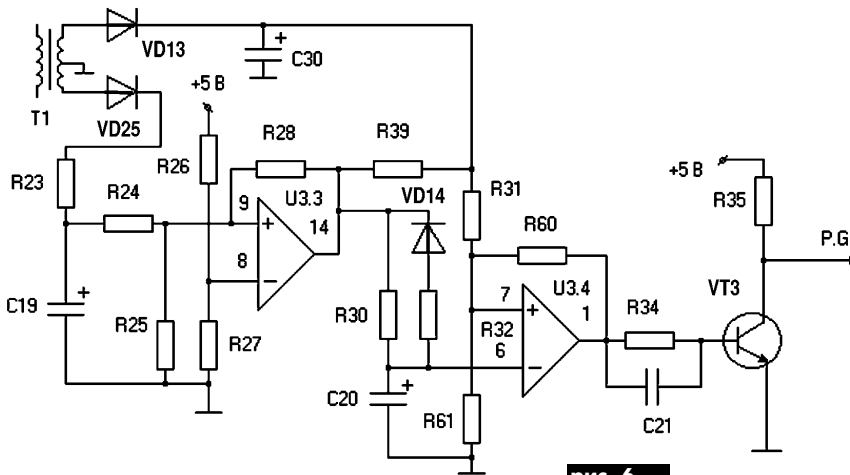 VD13
C30
T1
+5 В
VD25
R26
R28
R39
R23
R24
U3.3
VD14
R31
+5 В
R35
9
14
R60
P.G
8
C19
R25
R27
R30
R32
7
6
U3.4
1
R34
VT3
C20
R61
C21
рис. 6